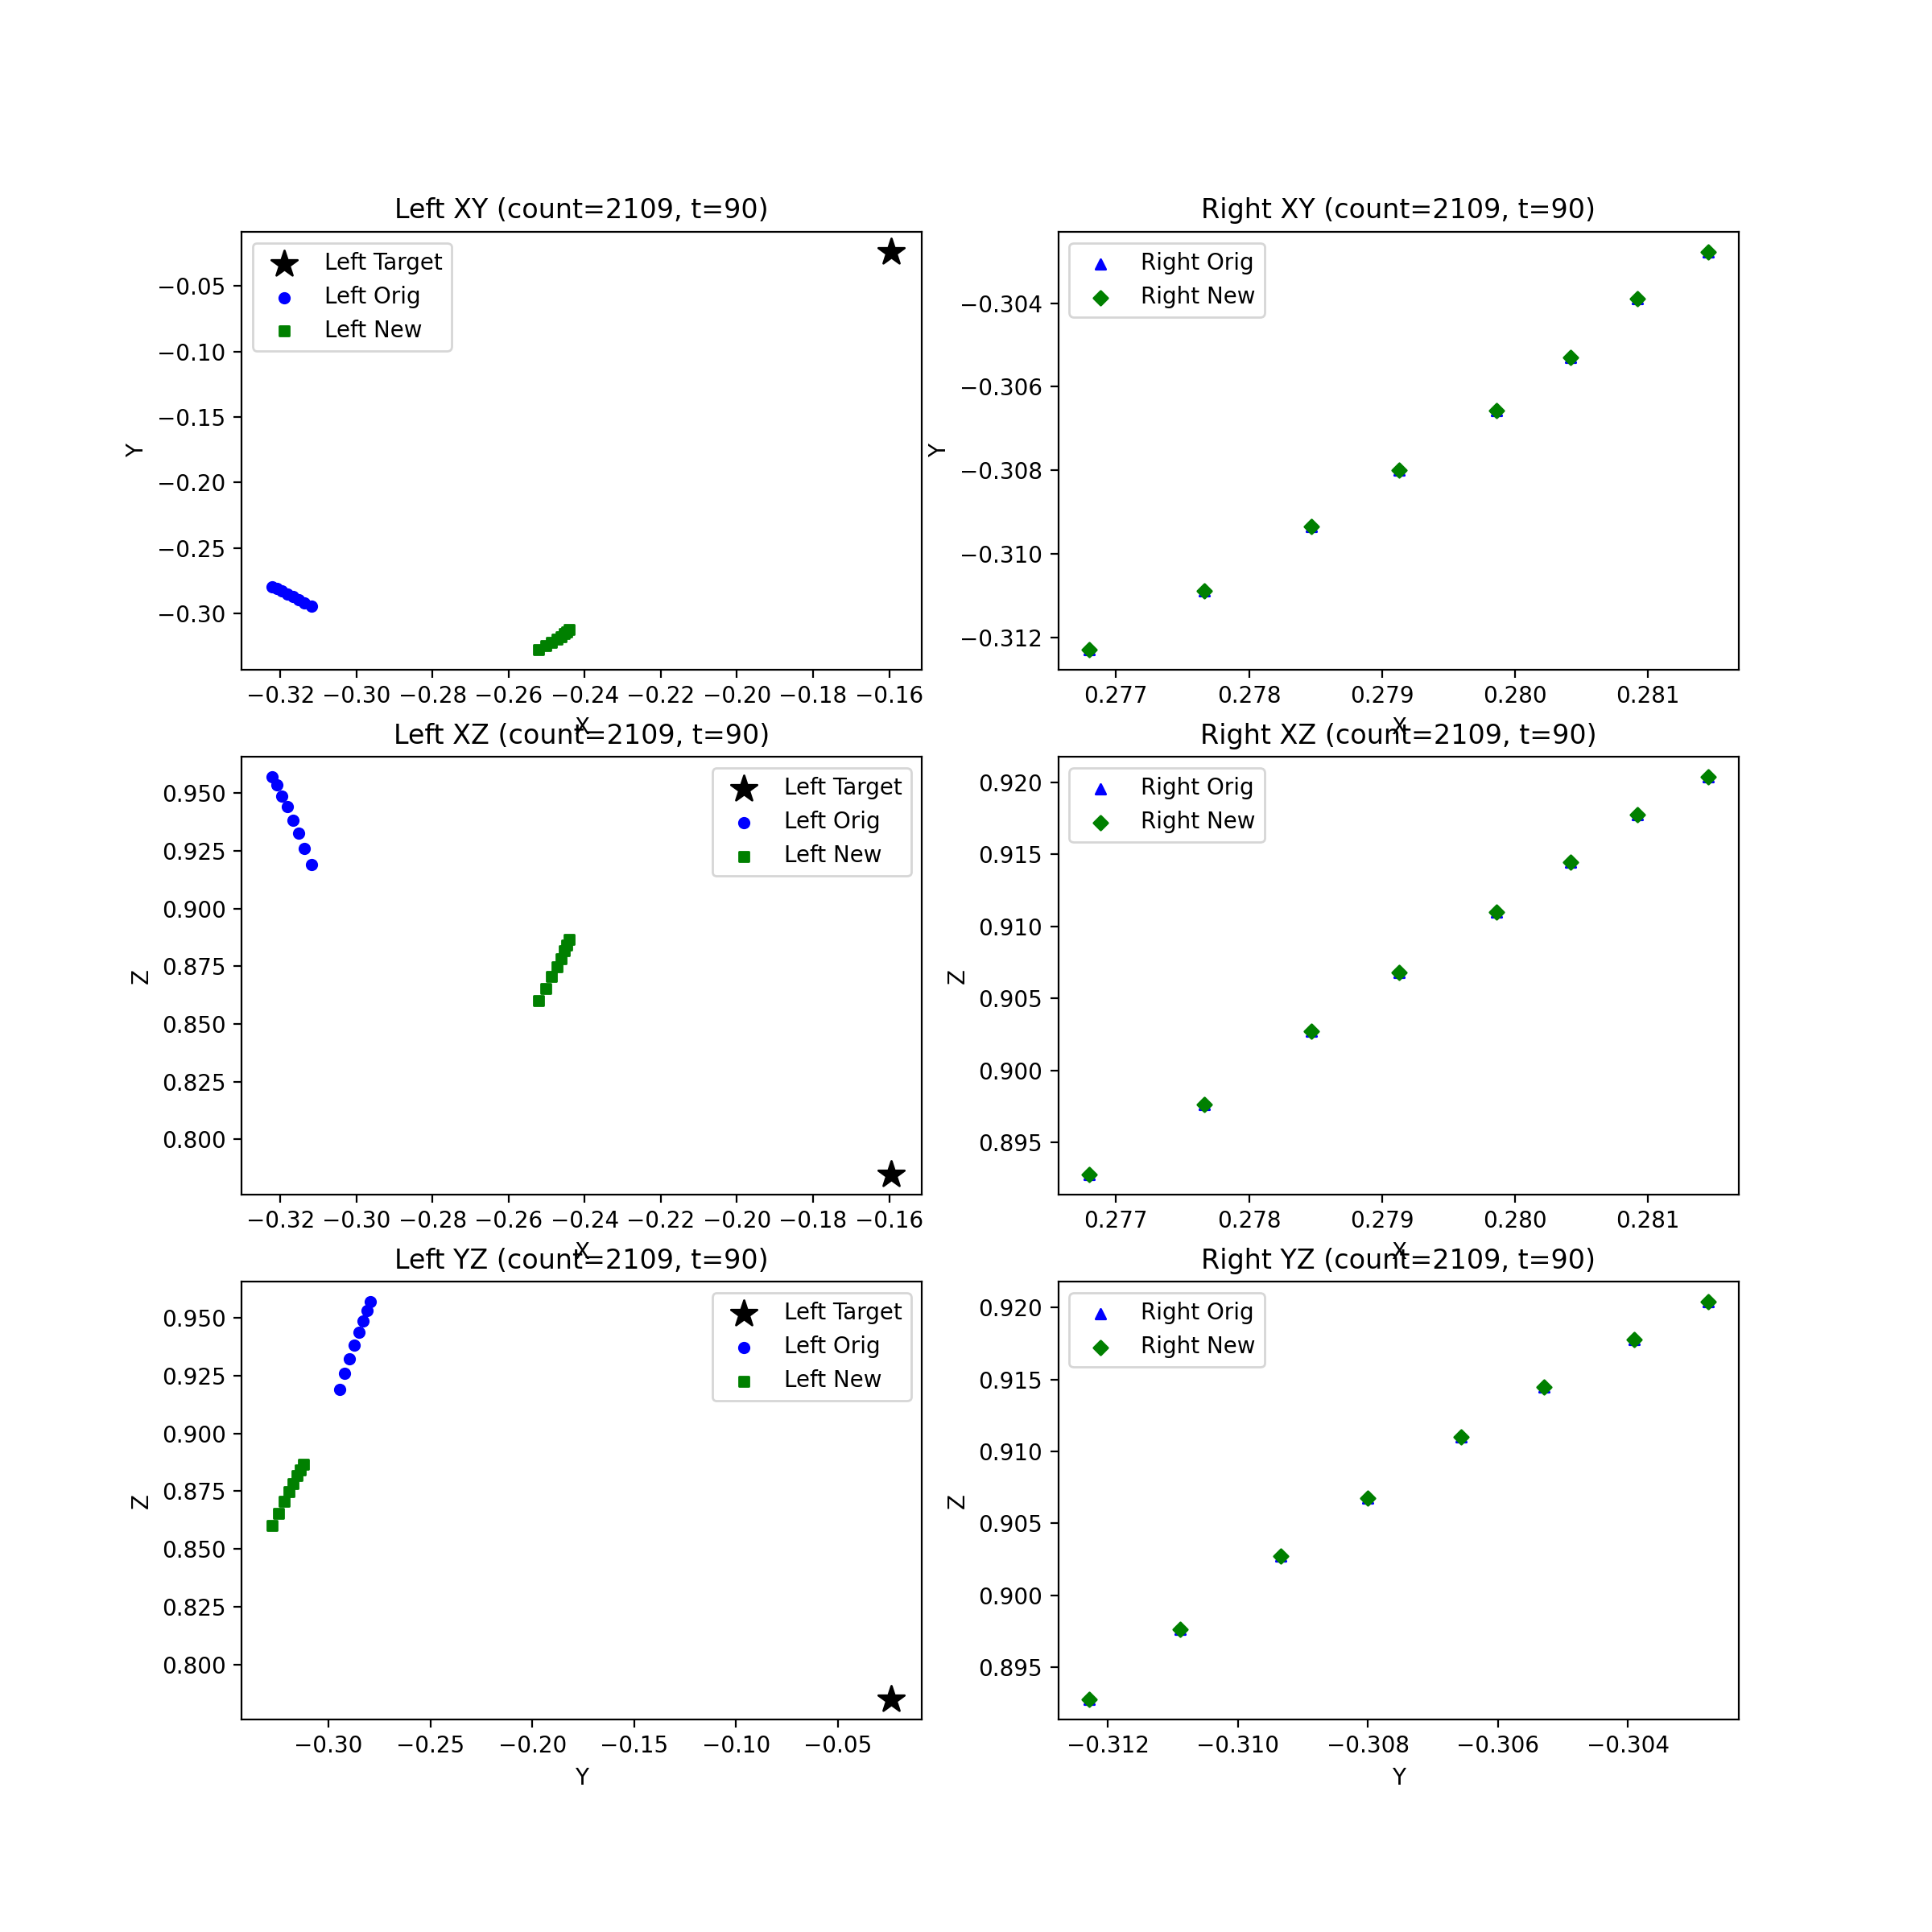 Left XY (count=2109, t=90)
Left Target
Left Orig
Left New
−0.05
−0.10
−0.15
−0.20
−0.25
−0.30
Y
−0.32 −0.30 −0.28 −0.26 −0.24 −0.22 −0.20 −0.18 −0.16
X
Right XY (count=2109, t=90)
Right Orig
Right New
−0.304
−0.306
−0.308
−0.310
−0.312
Y
0.277 0.278 0.279 0.280 0.281
X
Left XZ (count=2109, t=90)
Left Target
Left Orig
Left New
0.950
0.925
0.900
0.875
0.850
0.825
0.800
Z
−0.32 −0.30 −0.28 −0.26 −0.24 −0.22 −0.20 −0.18 −0.16
X
Right XZ (count=2109, t=90)
Right Orig
Right New
0.920
0.915
0.910
0.905
0.900
0.895
Z
0.277 0.278 0.279 0.280 0.281
X
Left YZ (count=2109, t=90)
Left Target
Left Orig
Left New
0.950
0.925
0.900
0.875
0.850
0.825
0.800
Z
−0.30 −0.25 −0.20 −0.15 −0.10 −0.05
Y
Right YZ (count=2109, t=90)
Right Orig
Right New
0.920
0.915
0.910
0.905
0.900
0.895
Z
−0.312 −0.310 −0.308 −0.306 −0.304
Y